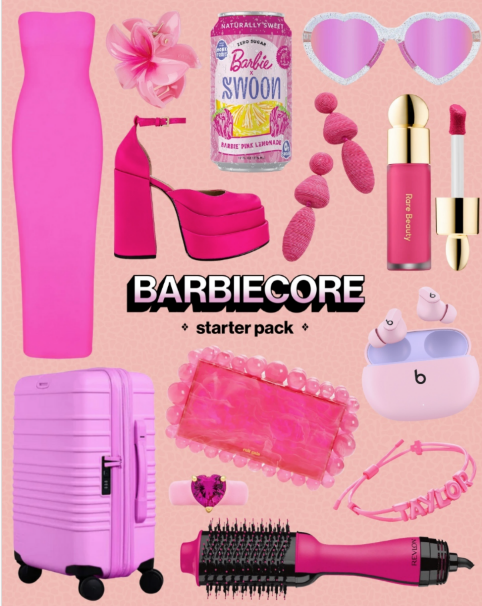 NATURALLY SWEET
ZERO SUGAR
Barbie
X
SWOON
BARBIE PINK LEMONADE
Rare Beauty
BARBIECORE
starter pack
b
b
TAYLOR
REVLON